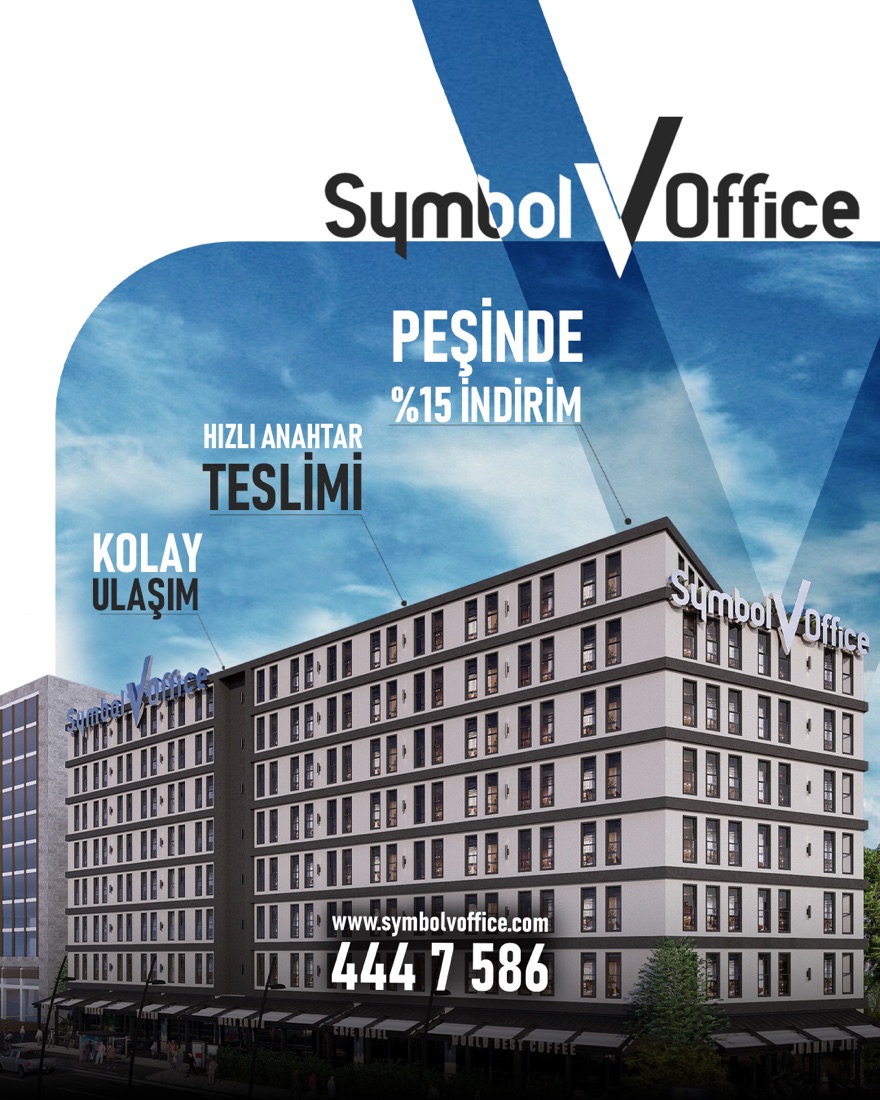 Symbol V Office
PEŞİNDE
%15 İNDİRİM
HIZLI ANAHTAR
TESLİMİ
KOLAY
ULAŞIM
Symbol V Office
Symbol V Office
www.symbolvoffice.com
444 7 586